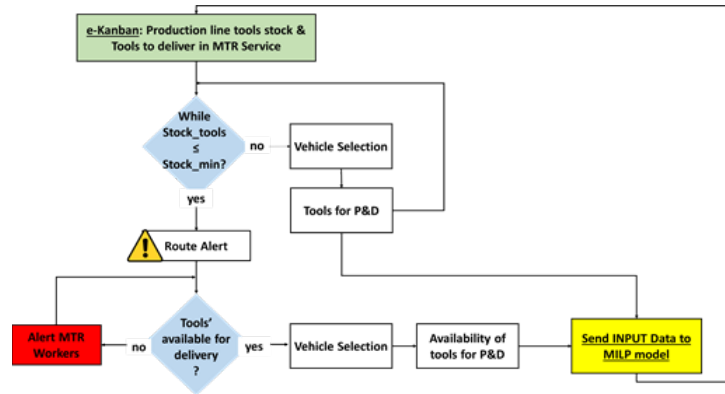 e-Kanban: Production line tools stock &
Tools to deliver in MTR Service
While
Stock_tools
≤
Stock_min?
no
Vehicle Selection
yes
Tools for P&D
Route Alert
Alert MTR
Workers
no
Tools'
available for
delivery
?
yes
Vehicle Selection
Availability of
tools for P&D
Send INPUT Data to
MILP model